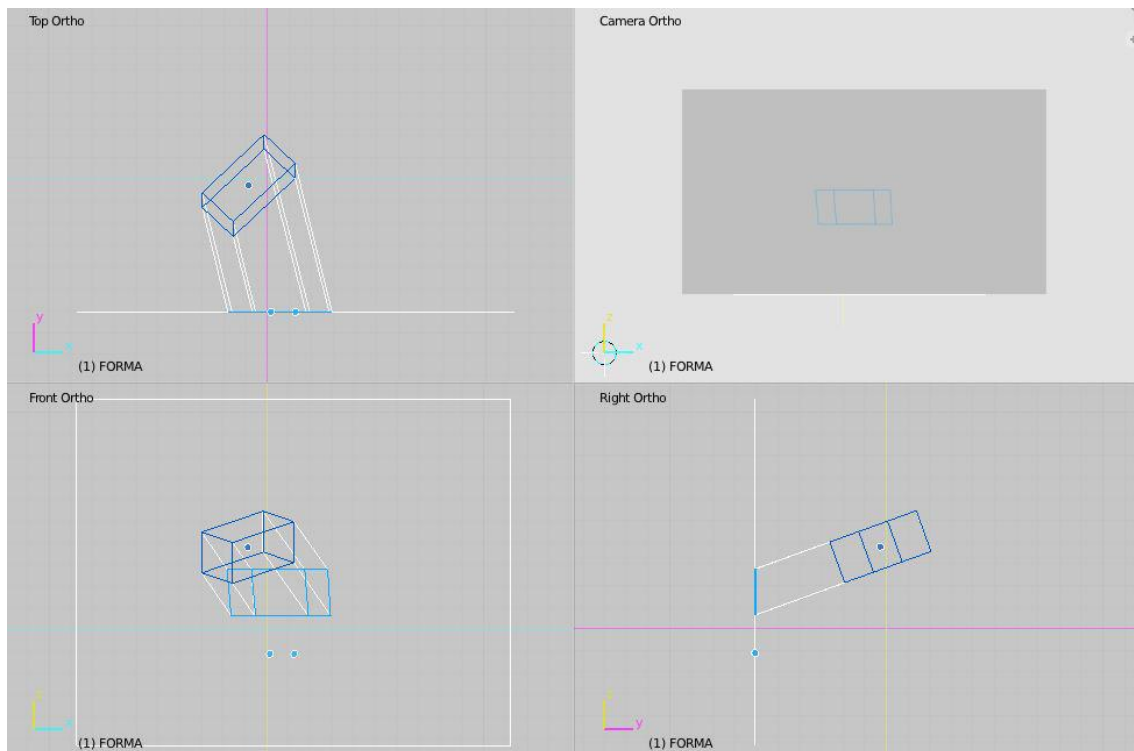 Top Ortho
y
x
(1) FORMA
Camera Ortho
z
x
(1) FORMA
Front Ortho
z
x
(1) FORMA
Right Ortho
z
y
(1) FORMA